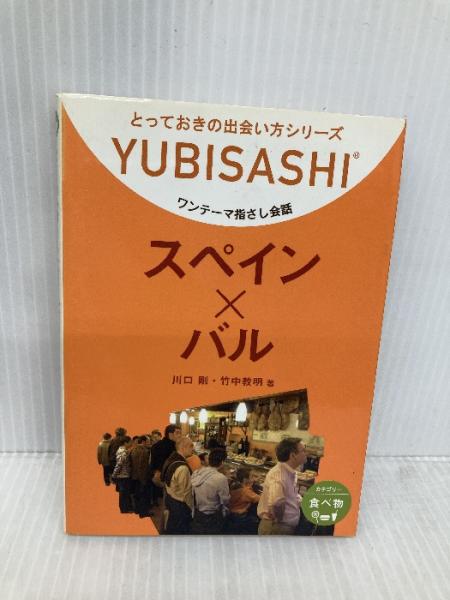 とっておきの出会い方シリーズ
YUBISASHI®
ワンテーマ指さし会話
スペイン
×
バル
川口 剛・竹中教明 著
カテゴリー
食べ物